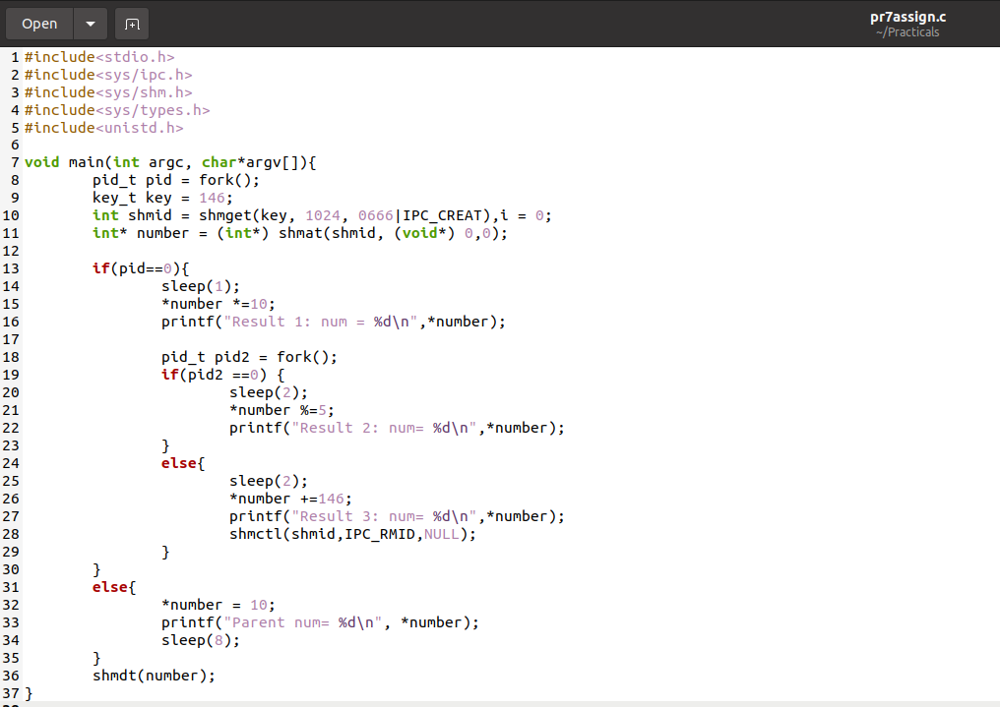 Open
pr7assign.c
~/Practicals
1 #include<stdio.h>
2 #include<sys/ipc.h>
3 #include<sys/shm.h>
4 #include<sys/types.h>
5 #include<unistd.h>
6
7 void main(int argc, char*argv[]){
8         pid_t pid = fork();
9         key_t key = 146;
10         int shmid = shmget(key, 1024, 0666|IPC_CREAT),i = 0;
11         int* number = (int*) shmat(shmid, (void*) 0,0);
12
13         if(pid==0){
14                 sleep(1);
15                 *number *=10;
16                 printf("Result 1: num = %d\n",*number);
17
18                 pid_t pid2 = fork();
19                 if(pid2 ==0) {
20                         sleep(2);
21                         *number %=5;
22                         printf("Result 2: num= %d\n",*number);
23                 }
24                 else{
25                         sleep(2);
26                         *number +=146;
27                         printf("Result 3: num= %d\n",*number);
28                         shmctl(shmid,IPC_RMID,NULL);
29                 }
30         }
31         else{
32                 *number = 10;
33                 printf("Parent num= %d\n", *number);
34                 sleep(8);
35         }
36         shmdt(number);
37 }